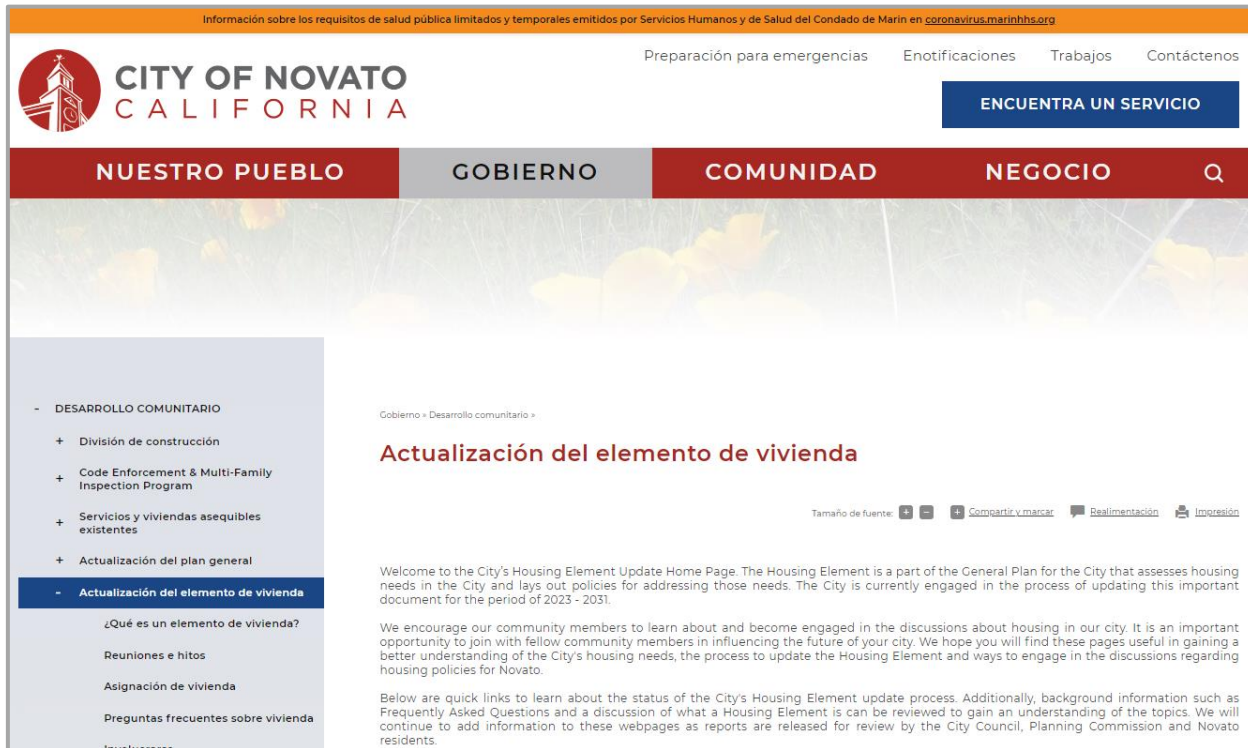 Información sobre los requisitos de salud pública limitados y temporales emitidos por Servicios Humanos y de Salud del Condado de Marin en coronavirus.marinhhs.org
Preparación para emergencias Enotificaciones Trabajos Contáctenos
CITY OF NOVATO
CALIFORNIA
ENCUENTRA UN SERVICIO
NUESTRO PUEBLO GOBIERNO COMUNIDAD NEGOCIO
- DESARROLLO COMUNITARIO
+ División de construcción
+ Code Enforcement & Multi-Family
Inspection Program
+ Servicios y viviendas asequibles
existentes
+ Actualización del plan general
- Actualización del elemento de vivienda
¿Qué es un elemento de vivienda?
Reuniones e hitos
Asignación de vivienda
Preguntas frecuentes sobre vivienda
Gobierno » Desarrollo comunitario »
Actualización del elemento de vivienda
Tamaño de fuente: + - + Compartir y marcar Realimentación Impresión
Welcome to the City's Housing Element Update Home Page. The Housing Element is a part of the General Plan for the City that assesses housing
needs in the City and lays out policies for addressing those needs. The City is currently engaged in the process of updating this important
document for the period of 2023 - 2031.
We encourage our community members to learn about and become engaged in the discussions about housing in our city. It is an important
opportunity to join with fellow community members in influencing the future of your city. We hope you will find these pages useful in gaining a
better understanding of the City's housing needs, the process to update the Housing Element and ways to engage in the discussions regarding
housing policies for Novato.
Below are quick links to learn about the status of the City's Housing Element update process. Additionally, background information such as
Frequently Asked Questions and a discussion of what a Housing Element is can be reviewed to gain an understanding of the topics. We will
continue to add information to these webpages as reports are released for review by the City Council, Planning Commission and Novato
residents.